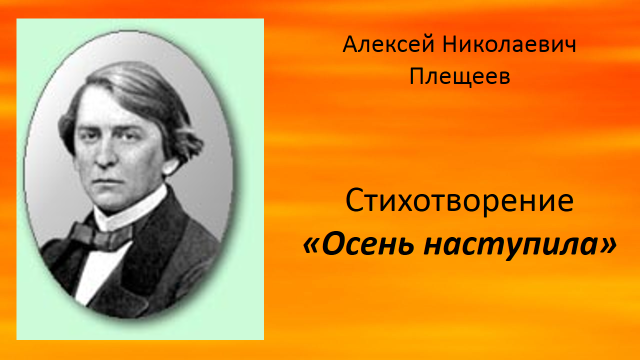 Алексей Николаевич
Плещеев
Стихотворение
«Осень наступила»